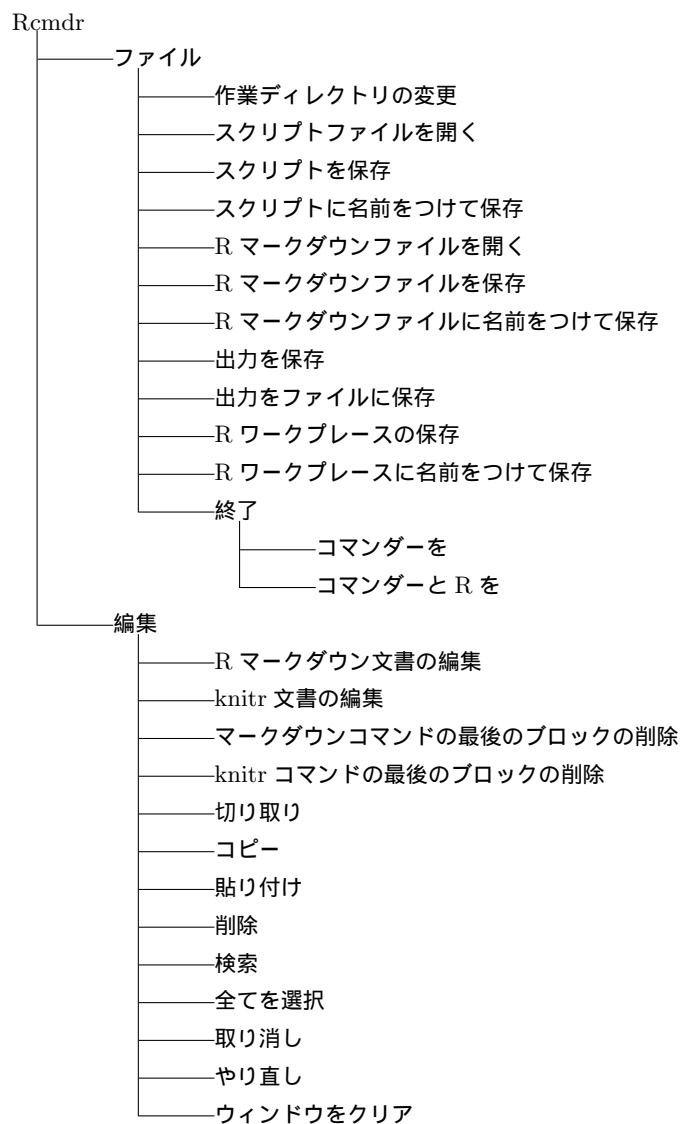 Rcmdr
ファイル
作業ディレクトリの変更
スクリプトファイルを開く
スクリプトを保存
スクリプトに名前をつけて保存
R マークダウンファイルを開く
R マークダウンファイルを保存
R マークダウンファイルに名前をつけて保存
出力を保存
出力をファイルに保存
R ワークプレースの保存
R ワークプレースに名前をつけて保存
終了
コマンダーを
コマンダーと R を
編集
R マークダウン文書の編集
knitr 文書の編集
マークダウンコマンドの最後のブロックの削除
knitr コマンドの最後のブロックの削除
切り取り
コピー
貼り付け
削除
検索
全てを選択
取り消し
やり直し
ウィンドウをクリア